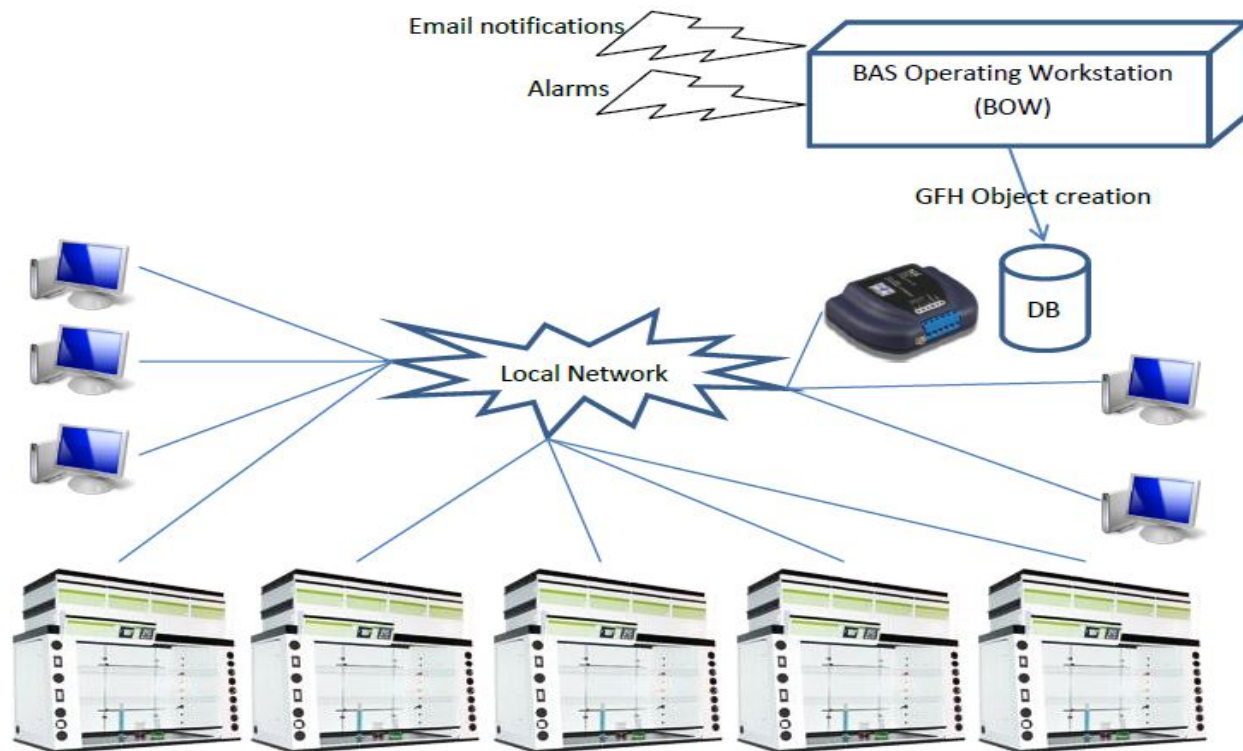 Email notifications
Alarms
BAS Operating Workstation
(BOW)
GFH Object creation
DB
Local Network